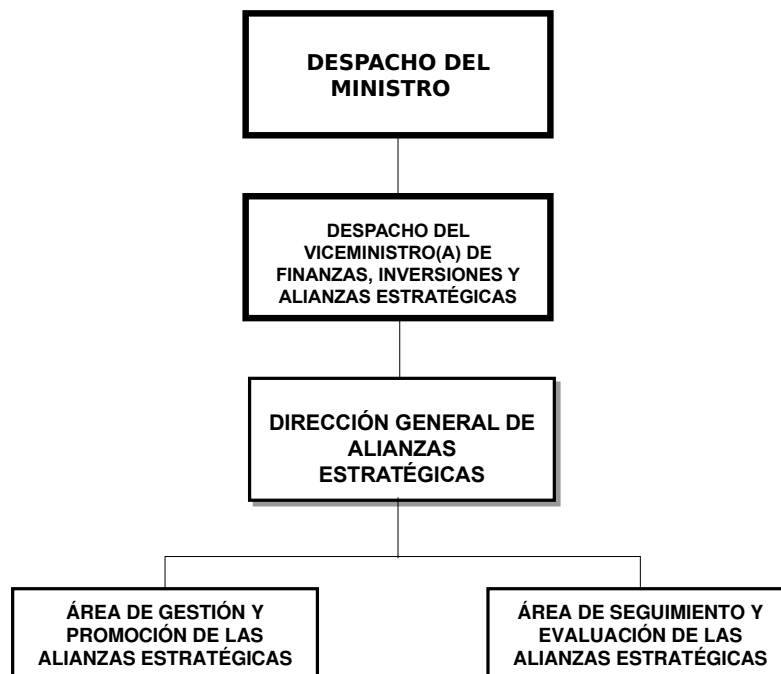 DESPACHO DEL
MINISTRO
DESPACHO DEL
VICEMINISTRO(A) DE
FINANZAS, INVERSIONES Y
ALIANZAS ESTRATÉGICAS
DIRECCIÓN GENERAL DE
ALIANZAS
ESTRATÉGICAS
ÁREA DE GESTIÓN Y
PROMOCIÓN DE LAS
ALIANZAS ESTRATÉGICAS
ÁREA DE SEGUIMIENTO Y
EVALUACIÓN DE LAS
ALIANZAS ESTRATÉGICAS